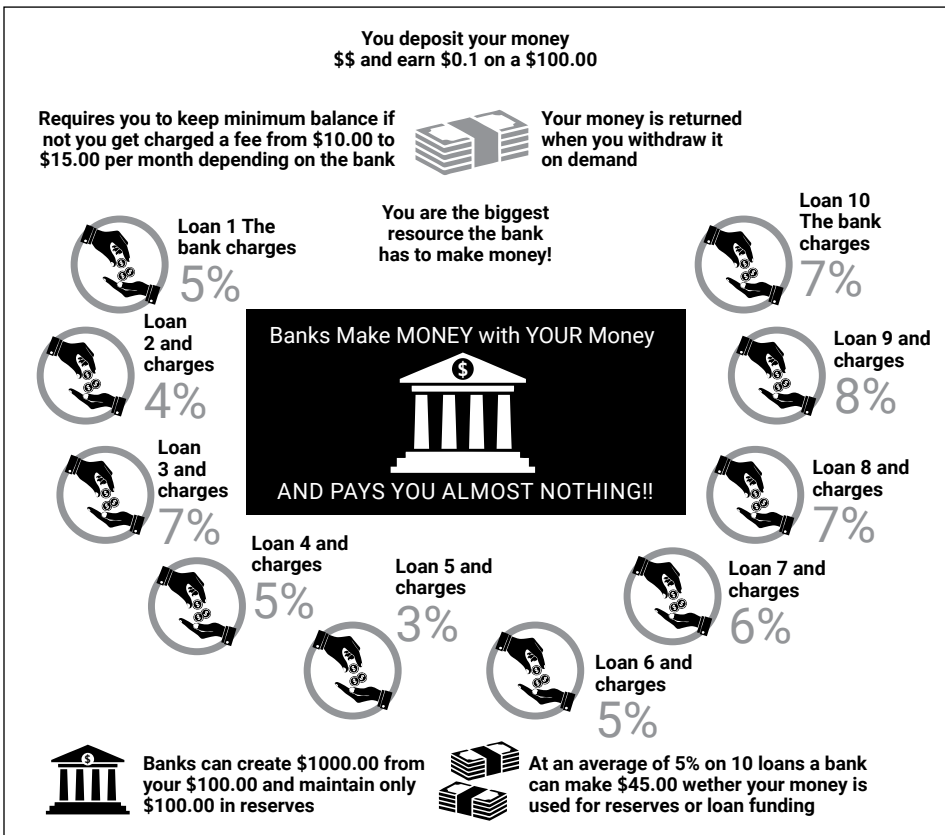 You deposit your money
$$ and earn $0.1 on a $100.00
Requires you to keep minimum balance if
not you get charged a fee from $10.00 to
$15.00 per month depending on the bank
Your money is returned
when you withdraw it
on demand
You are the biggest
resource the bank
has to make money!
Loan 1 The
bank charges
5%
Loan
2 and
charges
4%
Loan
3 and
charges
7%
Loan 4 and
charges
5%
Loan 5 and
charges
3%
Loan 6 and
charges
5%
Loan 7 and
charges
6%
Loan 8 and
charges
7%
Loan 9 and
charges
8%
Loan 10
The bank
charges
7%
Banks Make MONEY with YOUR Money
$
AND PAYS YOU ALMOST NOTHING!!
$
Banks can create $1000.00 from
your $100.00 and maintain only
$100.00 in reserves
At an average of 5% on 10 loans a bank
can make $45.00 wether your money is
used for reserves or loan funding